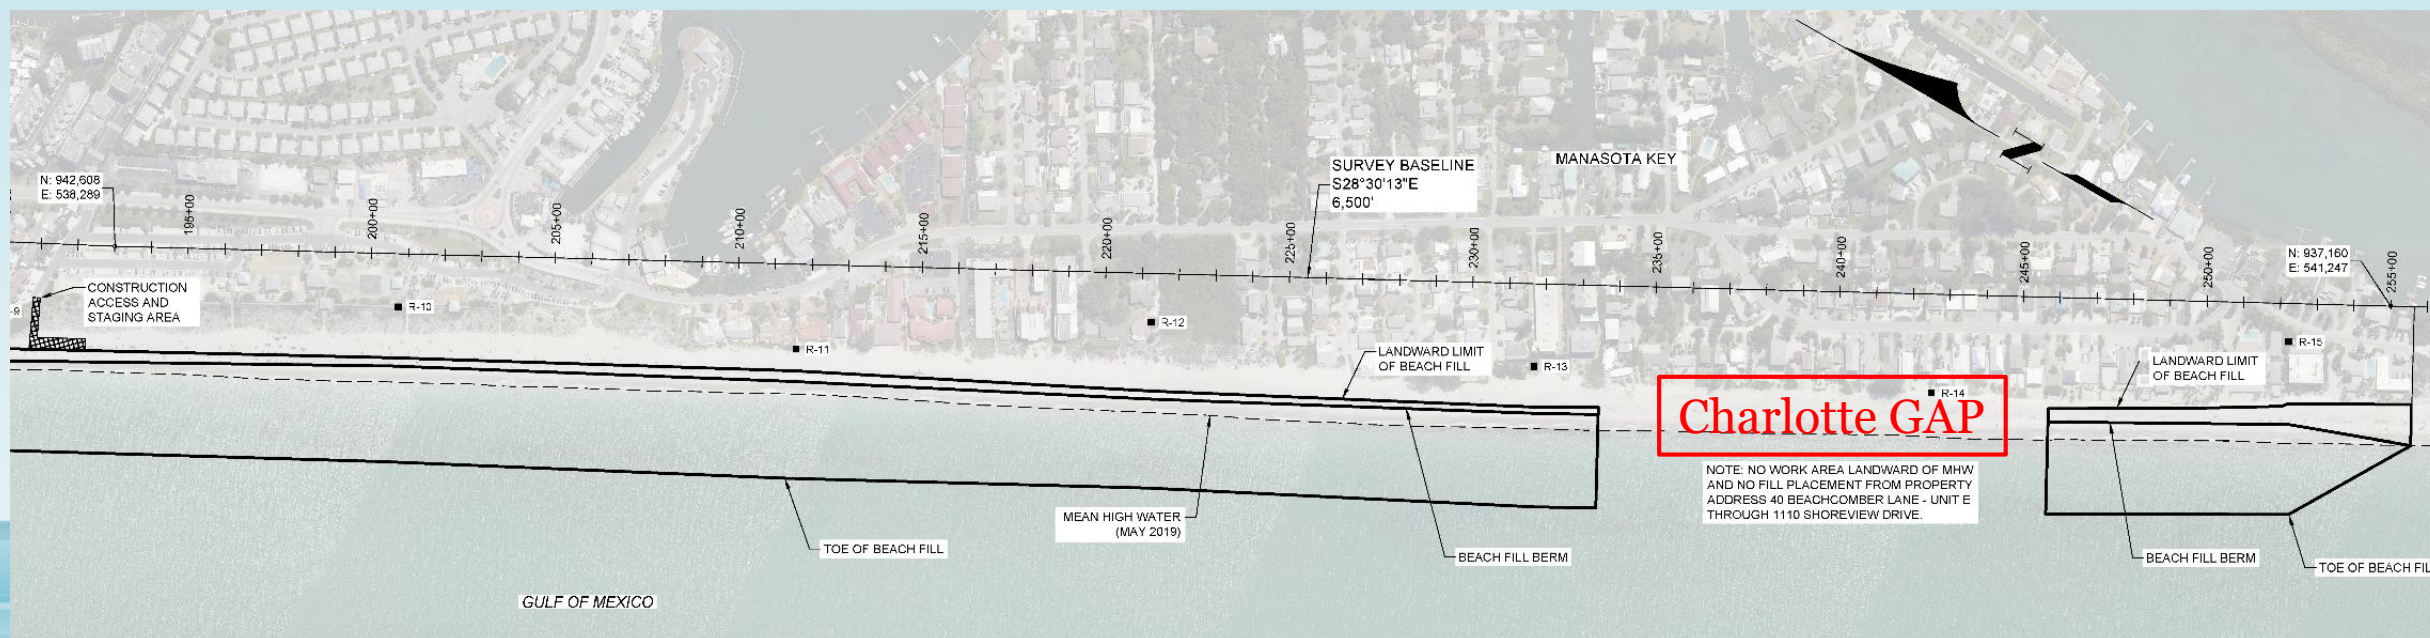 N: 942,608
E: 538,289
195+00
200+00
205+00
210+00
215+00
220+00
225+00
230+00
235+00
240+00
245+00
250+00
255+00
SURVEY BASELINE
S28°30'13"E
6,500'
MANASOTA KEY
N
N: 937,160
E: 541,247
CONSTRUCTION
ACCESS AND
STAGING AREA
-9
R-10
R-11
R-12
R-13
R-14
R-15
LANDWARD LIMIT
OF BEACH FILL
LANDWARD LIMIT
OF BEACH FILL
Charlotte GAP
NOTE: NO WORK AREA LANDWARD OF MHW
AND NO FILL PLACEMENT FROM PROPERTY
ADDRESS 40 BEACHCOMBER LANE - UNIT E
THROUGH 1110 SHOREVIEW DRIVE.
MEAN HIGH WATER
(MAY 2019)
TOE OF BEACH FILL
BEACH FILL BERM
BEACH FILL BERM
TOE OF BEACH FIL
GULF OF MEXICO